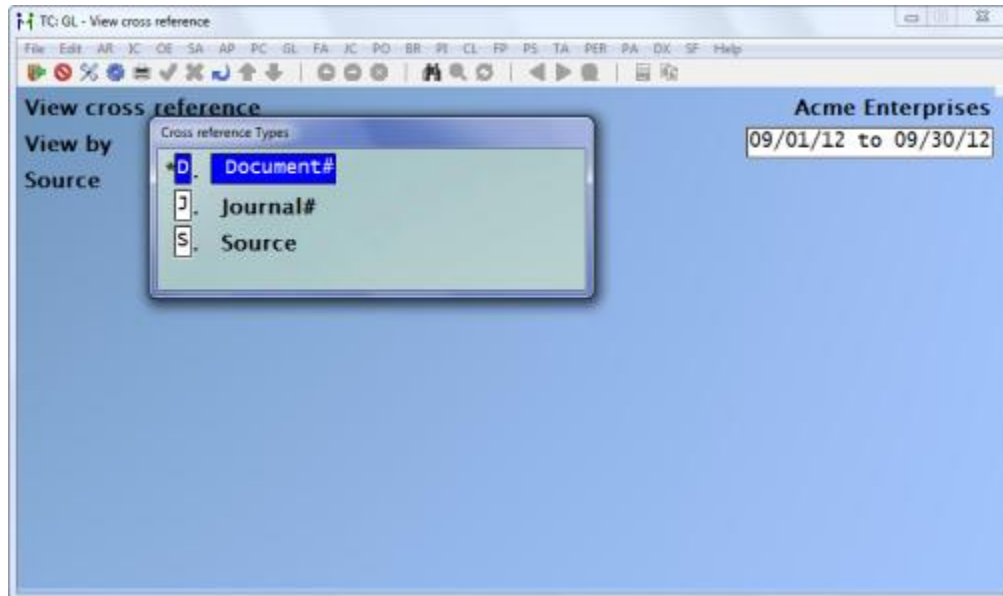 TC: GL - View cross reference
File Edit AR IC OE SA AP PC GL FA JC PO BR PI CL FP PS TA PER PA DX SF Help
View cross reference
Acme Enterprises
View by
09/01/12 to 09/30/12
Source
Cross reference Types
*D. Document#
J. Journal#
S. Source